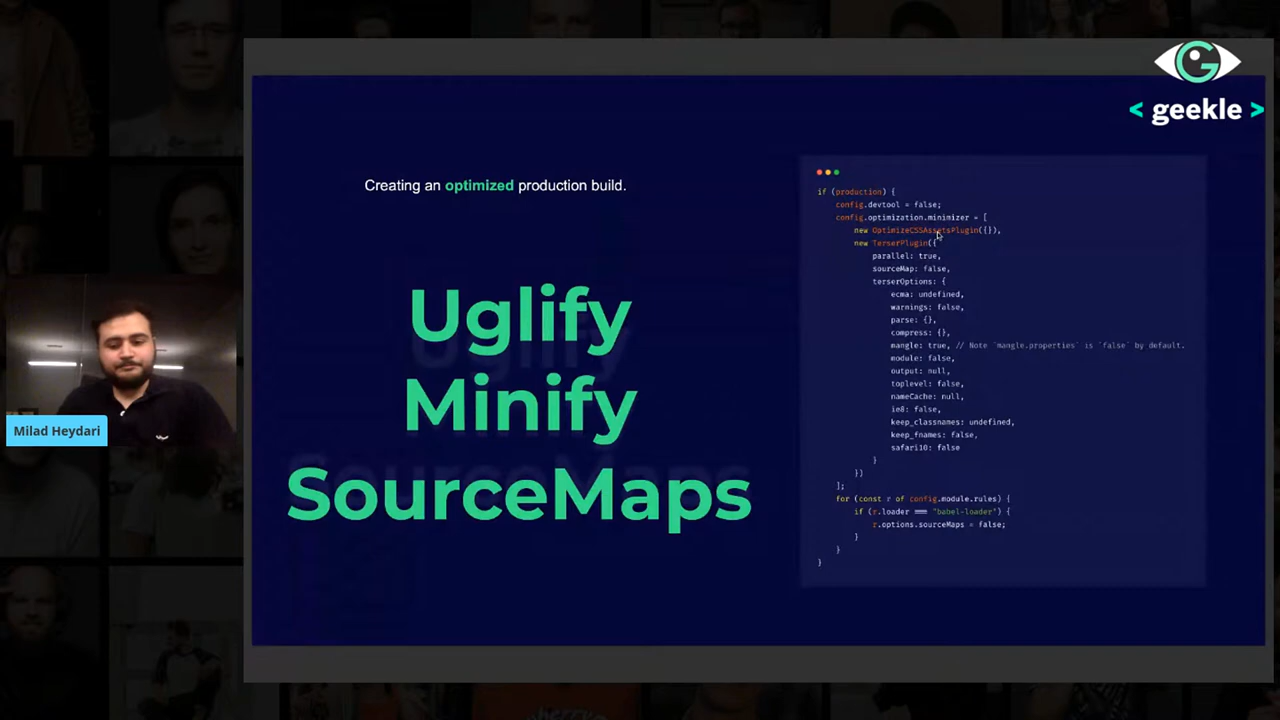 G
< geekle >
Creating an optimized production build.
Uglify
Minify
SourceMaps
if (production) {
config.devtool = false;
config.optimization.minimizer = [
new OptimizeCSSAssetsPlugin({}),
new TerserPlugin({
parallel: true,
sourceMap: false,
terserOptions: {
ecma: undefined,
warnings: false,
parse: {},
compress: {},
mangle: true, // Note `mangle.properties` is `false` by default.
module: false,
output: null,
toplevel: false,
nameCache: null,
ie8: false,
keep_classnames: undefined,
keep_fnames: false,
safari10: false
}
})
];
for (const r of config.module.rules) {
if (r.loader === "babel-loader") {
r.options.sourceMaps = false;
}
}
}
Milad Heydari